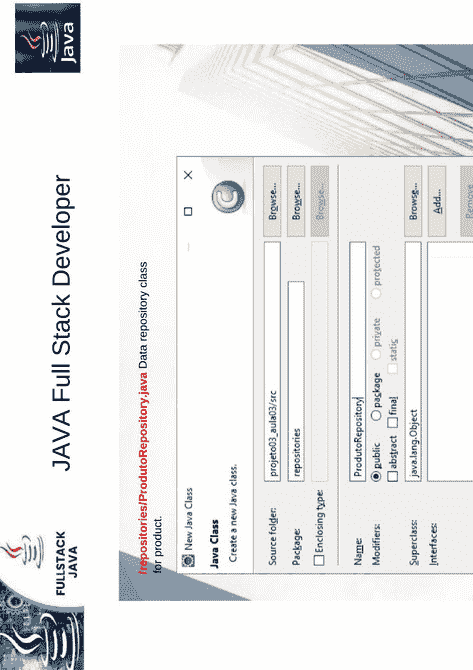 FULLSTACK
JAVA
JAVA Full Stack Developer
Java
/repositories/ProdutoRepository.java Data repository class
for product.
New Java Class
Java Class
Create a new Java class.
Source folder: projeto03_aula03/src Browse...
Package: repositories Browse...
Enclosing type: Browse...
Name: ProdutoRepository
Modifiers: public package private protected
abstract final static
Superclass: java.lang.Object Browse...
Interfaces: Add...
Remove